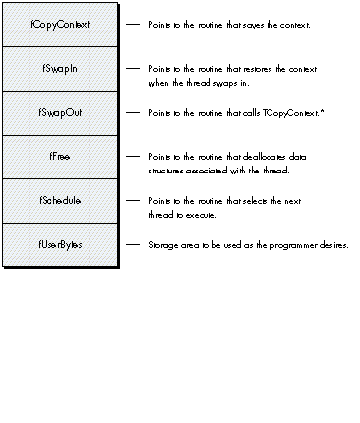 fCopyContext
Points to the routine that saves the context.
fSwapIn
Points to the routine that restores the context
when the thread swaps in.
fSwapOut
Points to the routine that calls TCopyContext.*
fFree
Points to the routine that deallocates data
structures associated with the thread.
fSchedule
Points to the routine that selects the next
thread to execute.
fUserBytes
Storage area to be used as the programmer desires.